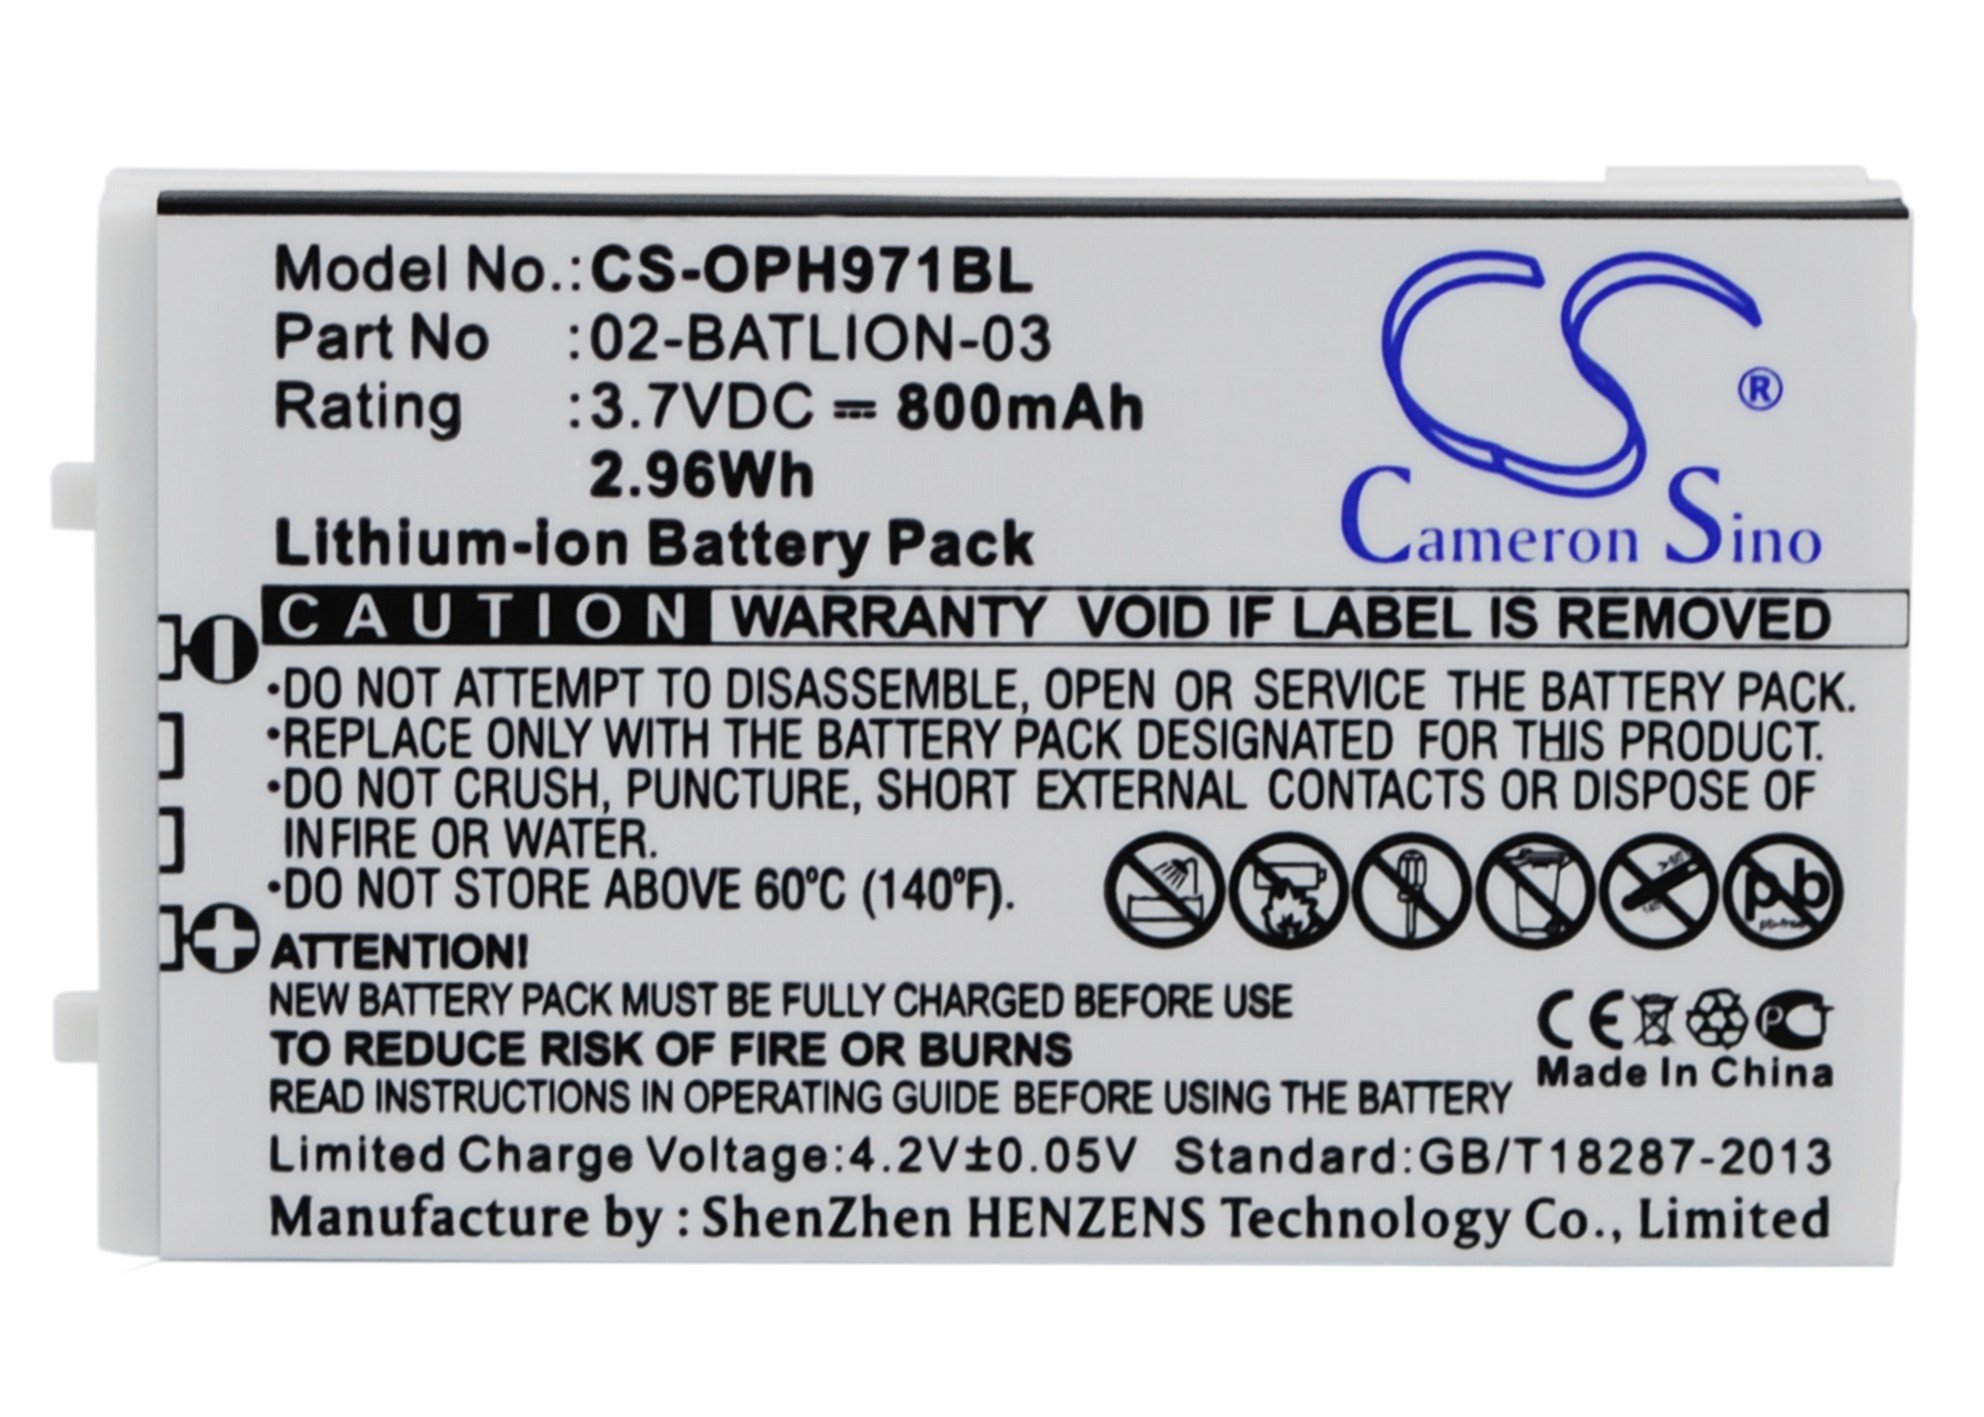 Model No.:CS-OPH971BL
Part No :02-BATLION-03
Rating :3.7VDC ⎓ 800mAh
2.96Wh
Lithium-ion Battery Pack
CS®
Cameron Sino
CAUTION WARRANTY VOID IF LABEL IS REMOVED
·DO NOT ATTEMPT TO DISASSEMBLE, OPEN OR SERVICE THE BATTERY PACK.
·REPLACE ONLY WITH THE BATTERY PACK DESIGNATED FOR THIS PRODUCT.
·DO NOT CRUSH, PUNCTURE, SHORT EXTERNAL CONTACTS OR DISPOSE OF
IN FIRE OR WATER.
·DO NOT STORE ABOVE 60°C (140°F).
pb
pb-free
ATTENTION!
NEW BATTERY PACK MUST BE FULLY CHARGED BEFORE USE
TO REDUCE RISK OF FIRE OR BURNS
READ INSTRUCTIONS IN OPERATING GUIDE BEFORE USING THE BATTERY
CE
Made In China
Limited Charge Voltage:4.2V±0.05V Standard:GB/T18287-2013
Manufacture by : ShenZhen HENZENS Technology Co., Limited